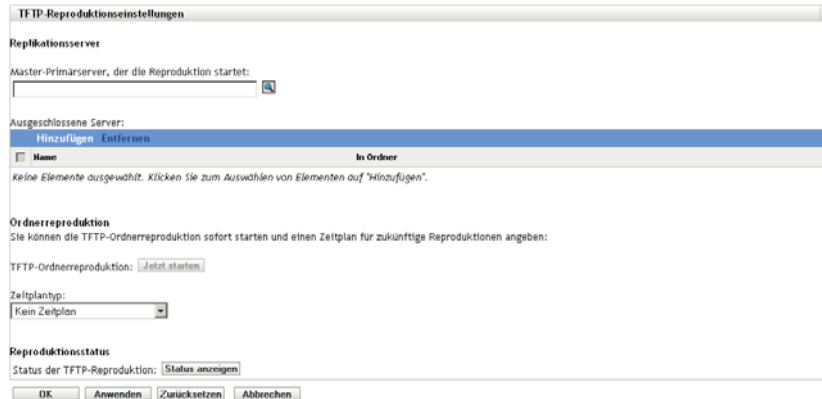 TFTP-Reproduktionseinstellungen
Replikationsserver
Master-Primärserver, der die Reproduktion startet:
Ausgeschlossene Server:
Hinzufügen Entfernen
Name In Ordner
Keine Elemente ausgewählt. Klicken Sie zum Auswählen von Elementen auf "Hinzufügen".
Ordnerreproduktion
Sie können die TFTP-Ordnerreproduktion sofort starten und einen Zeitplan für zukünftige Reproduktionen angeben:
TFTP-Ordnerreproduktion: Jetzt starten
Zeitplantyp:
Kein Zeitplan
Reproduktionsstatus
Status der TFTP-Reproduktion: Status anzeigen
OK Anwenden Zurücksetzen Abbrechen